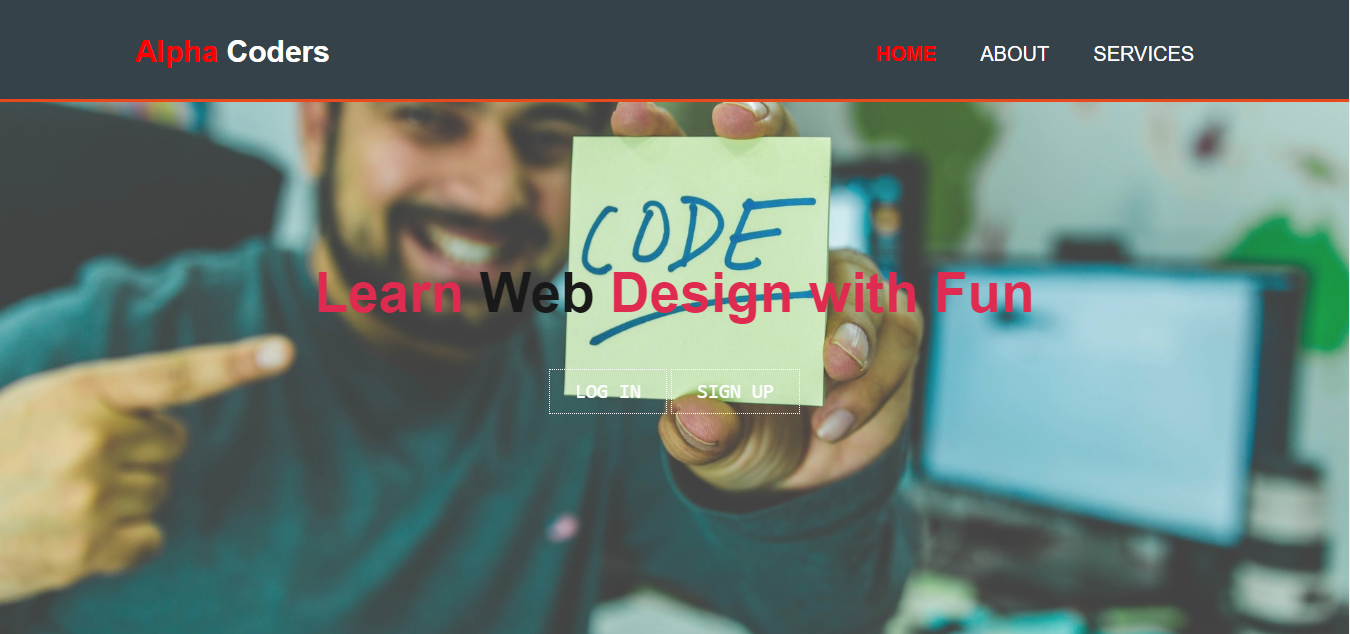 Alpha Coders
HOME ABOUT SERVICES
CODE
Learn Web Design with Fun
LOG IN SIGN UP